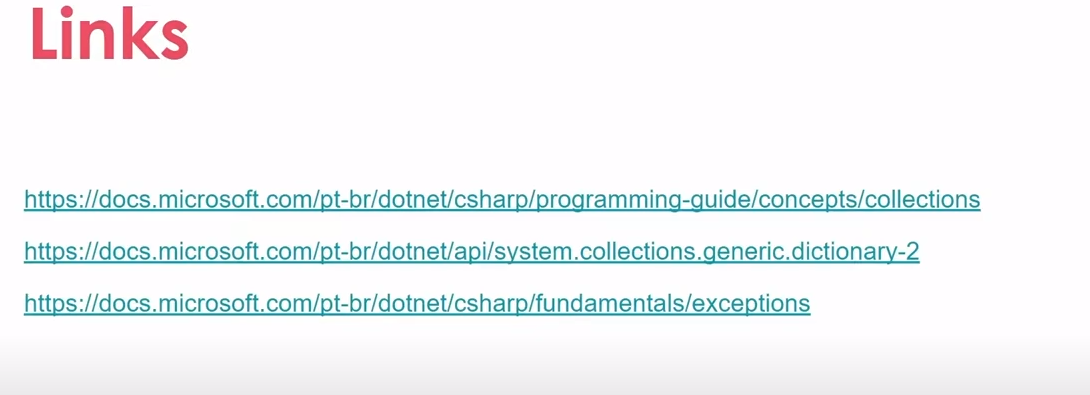 Links
https://docs.microsoft.com/pt-br/dotnet/csharp/programming-guide/concepts/collections
https://docs.microsoft.com/pt-br/dotnet/api/system.collections.generic.dictionary-2
https://docs.microsoft.com/pt-br/dotnet/csharp/fundamentals/exceptions